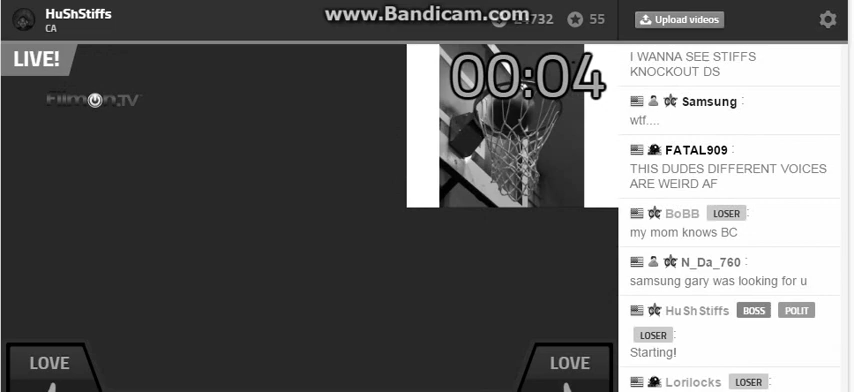 HuShStiffs
CA
www.Bandicam.com
55
Upload videos
LIVE!
FilmOn.TV
00:04
I WANNA SEE STIFFS
KNOCKOUT DS
Samsung :
wtf....
FATAL909 :
THIS DUDES DIFFERENT VOICES
ARE WEIRD AF
BoBB LOSER :
my mom knows BC
N_Da_760 :
samsung gary was looking for u
HuShStiffs BOSS POLIT
LOSER :
Starting!
Lorilocks LOSER :
LOVE
LOVE